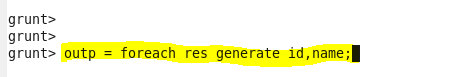 grunt>
grunt>
grunt> outp = foreach res generate id,name;